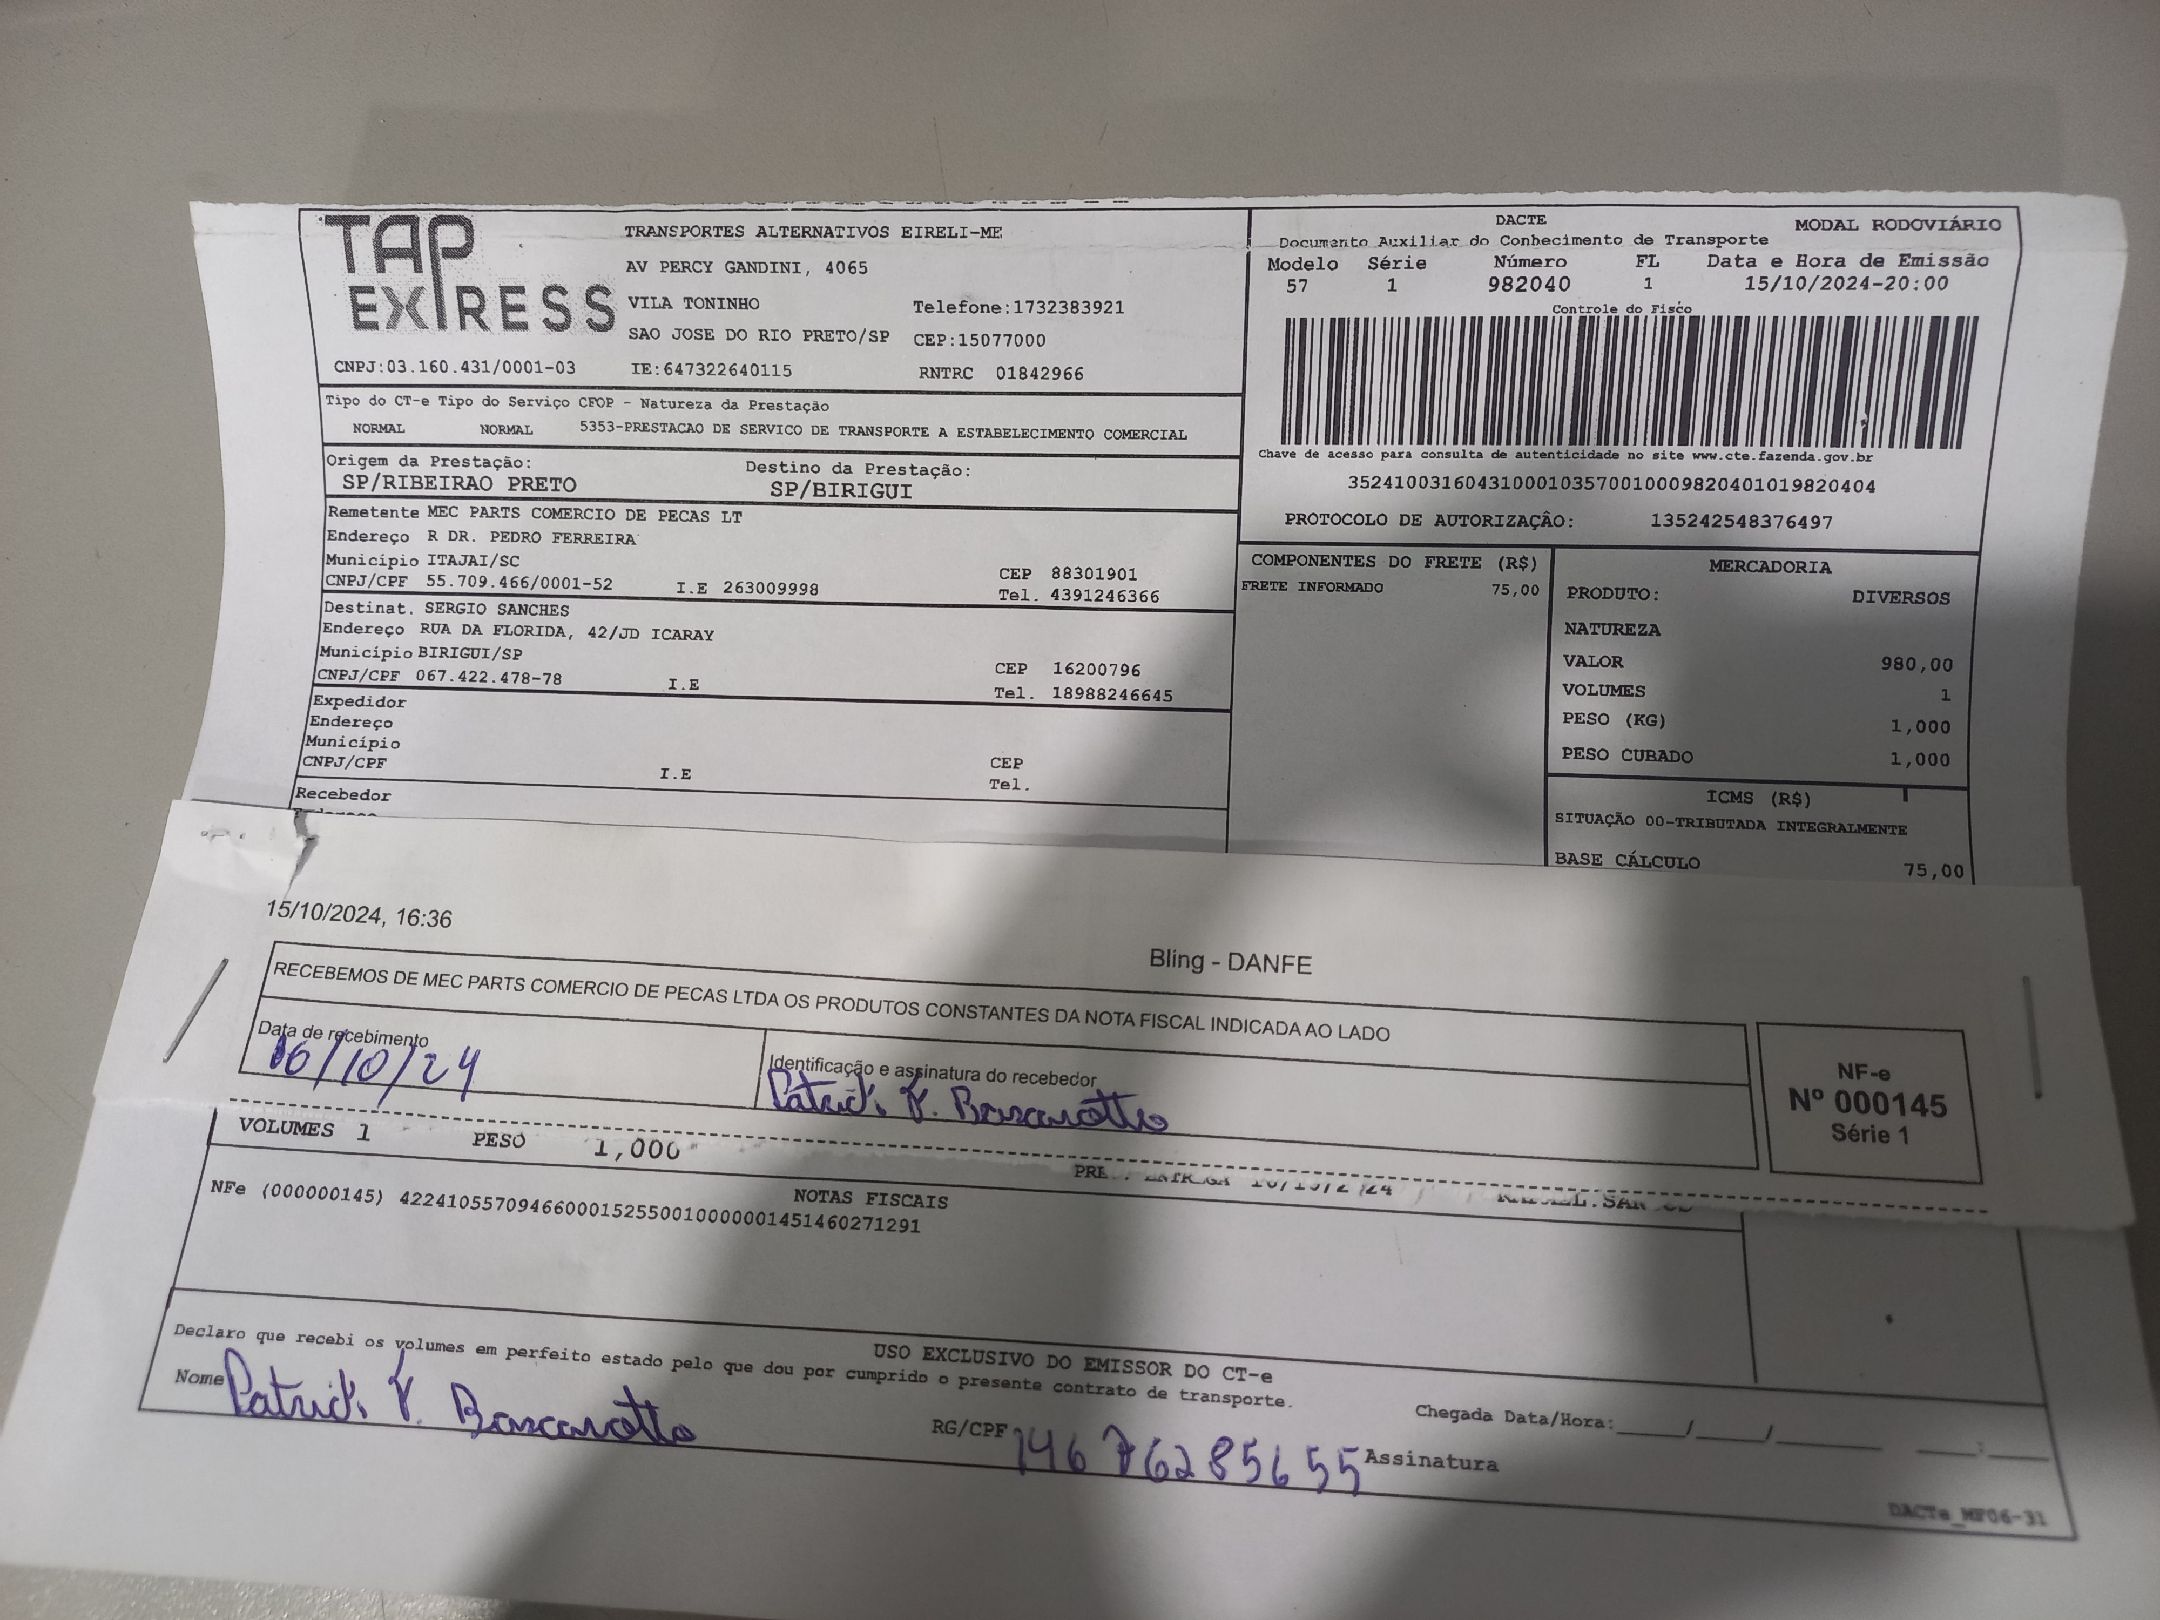 TAP EXPRESS
TRANSPORTES ALTERNATIVOS EIRELI-ME
AV PERCY GANDINI, 4065
VILA TONINHO Telefone:1732383921
SAO JOSE DO RIO PRETO/SP CEP:15077000
CNPJ:03.160.431/0001-03 IE:647322640115 RNTRC 01842966
DACTE MODAL RODOVIÁRIO
Documento Auxiliar do Conhecimento de Transporte
Modelo Série Número FL Data e Hora de Emissão
57 1 982040 1 15/10/2024-20:00
Controle do Fisco
Chave de acesso para consulta de autenticidade no site www.cte.fazenda.gov.br
35241003160431000103570010009820401019820404
PROTOCOLO DE AUTORIZAÇÂO: 135242548376497
Tipo do CT-e Tipo do Serviço CFOP - Natureza da Prestação
NORMAL NORMAL 5353-PRESTACAO DE SERVICO DE TRANSPORTE A ESTABELECIMENTO COMERCIAL
Origem da Prestação: Destino da Prestação:
SP/RIBEIRAO PRETO SP/BIRIGUI
Remetente MEC PARTS COMERCIO DE PECAS LT
Endereço R DR. PEDRO FERREIRA
Município ITAJAI/SC CEP 88301901
CNPJ/CPF 55.709.466/0001-52 I.E 263009998 Tel. 4391246366
Destinat. SERGIO SANCHES
Endereço RUA DA FLORIDA, 42/JD ICARAY
Município BIRIGUI/SP CEP 16200796
CNPJ/CPF 067.422.478-78 I.E Tel. 18988246645
Expedidor
Endereço
Município
CNPJ/CPF I.E CEP
Tel.
Recebedor
COMPONENTES DO FRETE (R$)
FRETE INFORMADO 75,00
MERCADORIA
PRODUTO: DIVERSOS
NATUREZA
VALOR 980,00
VOLUMES 1
PESO (KG) 1,000
PESO CUBADO 1,000
ICMS (R$)
SITUAÇÃO 00-TRIBUTADA INTEGRALMENTE
BASE CÁLCULO 75,00
15/10/2024, 16:36
Bling - DANFE
RECEBEMOS DE MEC PARTS COMERCIO DE PECAS LTDA OS PRODUTOS CONSTANTES DA NOTA FISCAL INDICADA AO LADO
Data de recebimento
16/10/24
Identificação e assinatura do recebedor
Patrick V. Boscarotto
NF-e
Nº 000145
Série 1
VOLUMES 1 PESO 1,000
NOTAS FISCAIS
NFe (000000145) 42241055709466000152550010000001451460271291
USO EXCLUSIVO DO EMISSOR DO CT-e
Declaro que recebi os volumes em perfeito estado pelo que dou por cumprido o presente contrato de transporte.
Nome Patrick V. Boscarotto
RG/CPF 14676285655
Chegada Data/Hora:_____/_____/_______ ____:____
Assinatura
DACTe_MF06-31